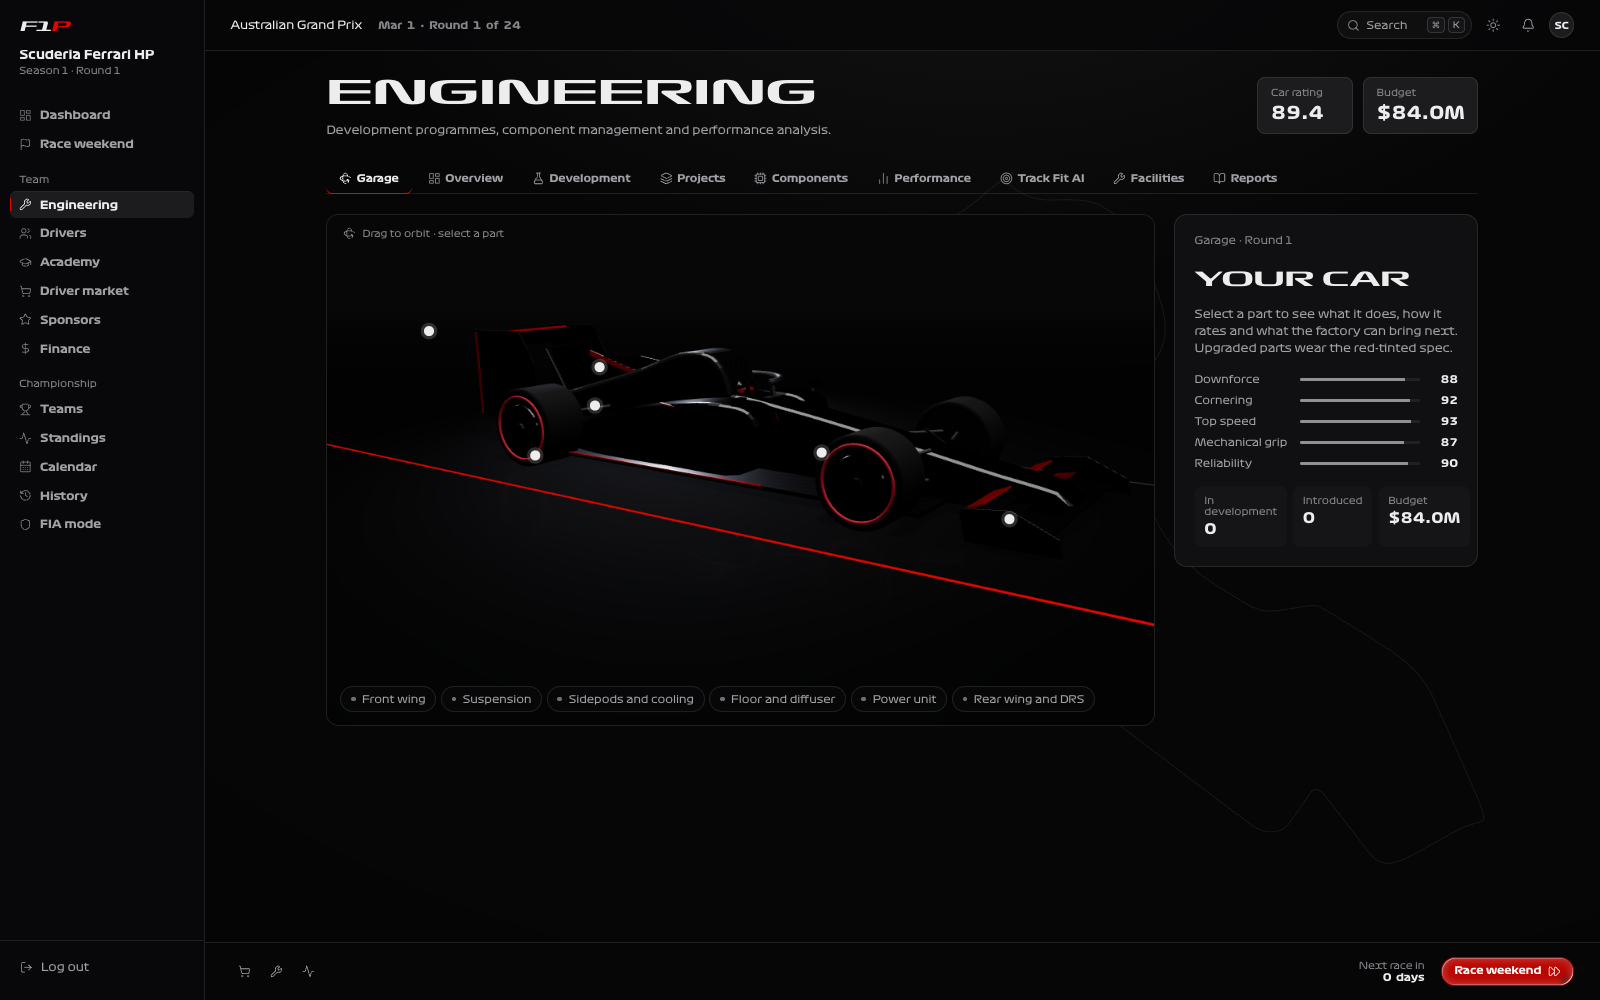 F1P
Scuderia Ferrari HP
Season 1 · Round 1
Dashboard
Race weekend
Team
Engineering
Drivers
Academy
Driver market
Sponsors
Finance
Championship
Teams
Standings
Calendar
History
FIA mode
Log out
Australian Grand Prix Mar 1 · Round 1 of 24
Search ⌘ K
SC
ENGINEERING
Development programmes, component management and performance analysis.
Car rating
89.4
Budget
$84.0M
Garage Overview Development Projects Components Performance Track Fit AI Facilities Reports
Drag to orbit · select a part
Front wing Suspension Sidepods and cooling Floor and diffuser Power unit Rear wing and DRS
Garage · Round 1
YOUR CAR
Select a part to see what it does, how it
rates and what the factory can bring next.
Upgraded parts wear the red-tinted spec.
Downforce 88
Cornering 92
Top speed 93
Mechanical grip 87
Reliability 90
In
development
0
Introduced
0
Budget
$84.0M
Next race in
0 days
Race weekend